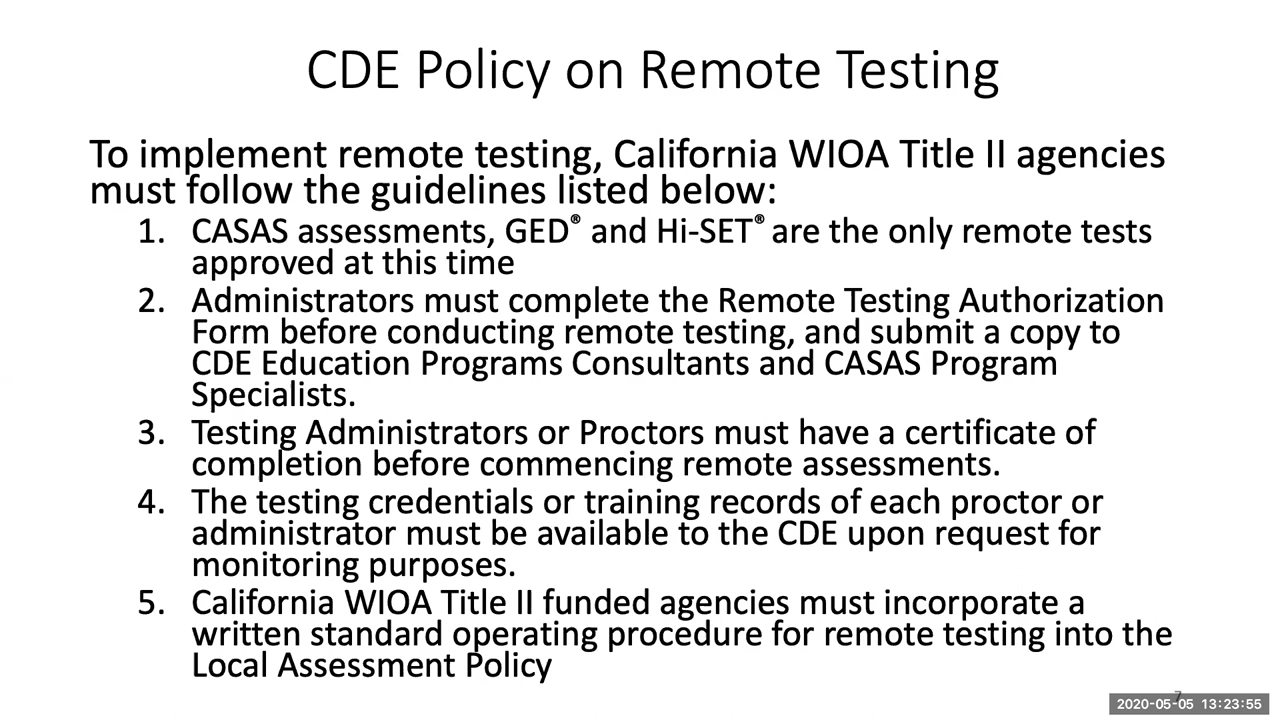 CDE Policy on Remote Testing
To implement remote testing, California WIOA Title II agencies
must follow the guidelines listed below:
1. CASAS assessments, GED® and Hi-SET® are the only remote tests
approved at this time
2. Administrators must complete the Remote Testing Authorization
Form before conducting remote testing, and submit a copy to
CDE Education Programs Consultants and CASAS Program
Specialists.
3. Testing Administrators or Proctors must have a certificate of
completion before commencing remote assessments.
4. The testing credentials or training records of each proctor or
administrator must be available to the CDE upon request for
monitoring purposes.
5. California WIOA Title II funded agencies must incorporate a
written standard operating procedure for remote testing into the
Local Assessment Policy
7
2020-05-05 13:23:55